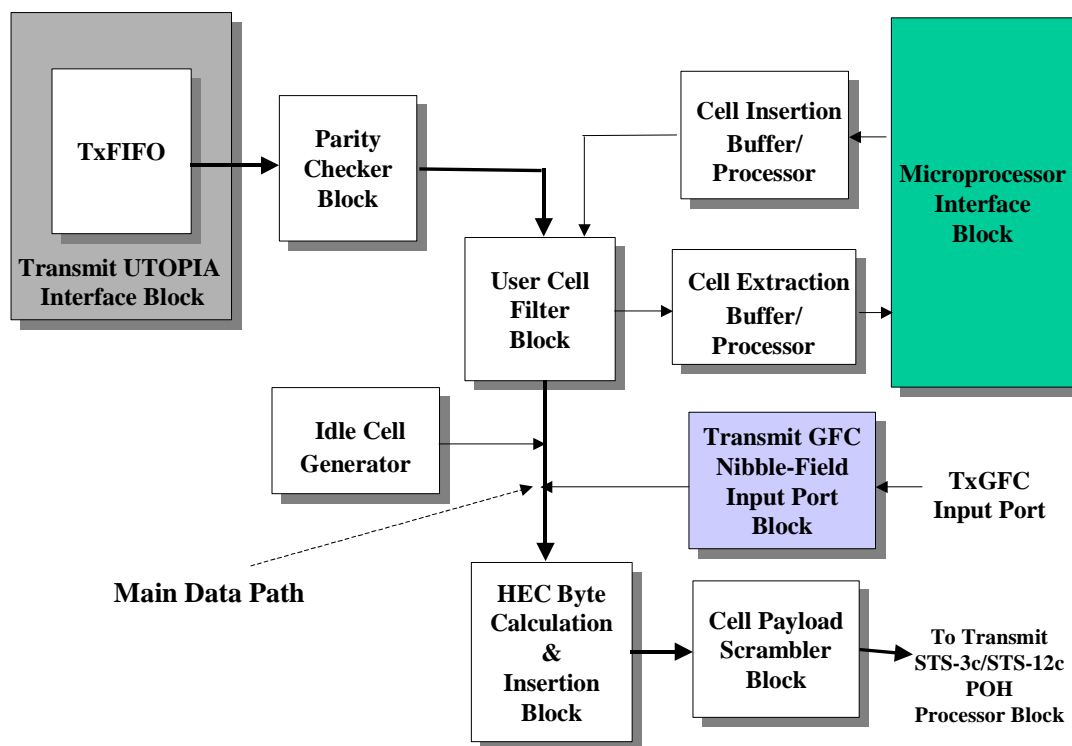 TxFIFO
Transmit UTOPIA
Interface Block
Parity
Checker
Block
Cell Insertion
Buffer/
Processor
Microprocessor
Interface
Block
User Cell
Filter
Block
Cell Extraction
Buffer/
Processor
Idle Cell
Generator
Transmit GFC
Nibble-Field
Input Port
Block
TxGFC
Input Port
Main Data Path
HEC Byte
Calculation
&
Insertion
Block
Cell Payload
Scrambler
Block
To Transmit
STS-3c/STS-12c
POH
Processor Block